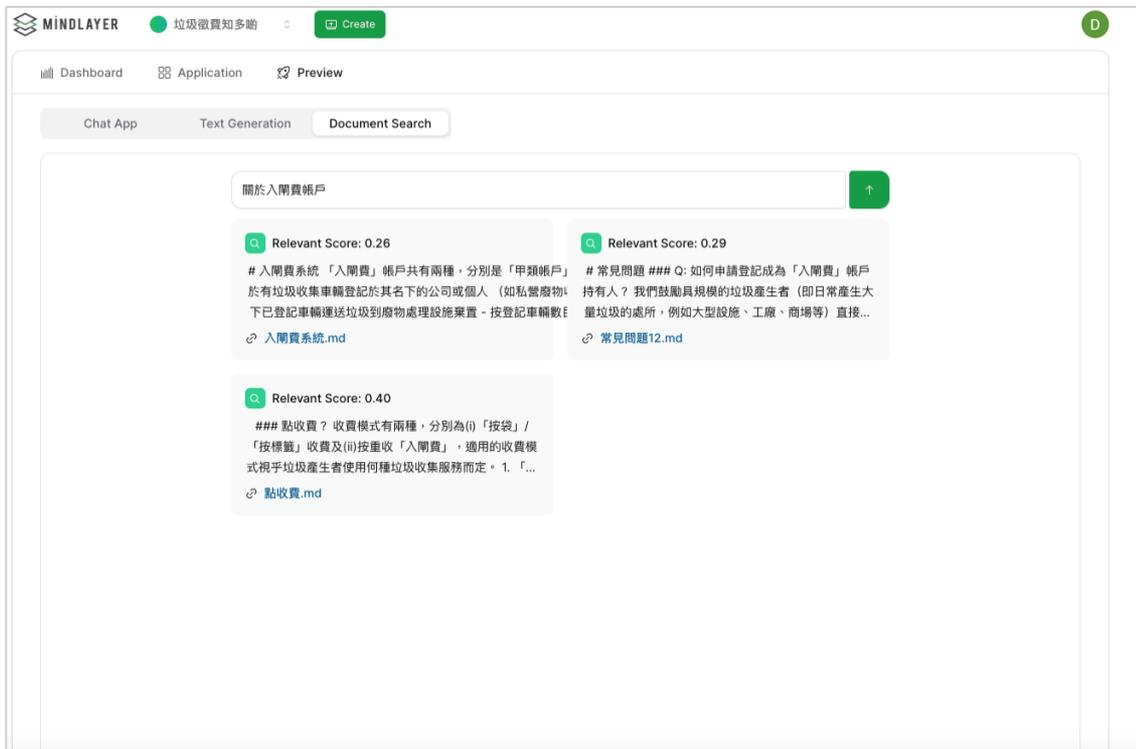 MINDLAYER
垃圾徵費知多啲
Create
D
Dashboard
Application
Preview
Chat App
Text Generation
Document Search
關於入閘費帳戶
Relevant Score: 0.26
# 入閘費系統 「入閘費」帳戶共有兩種，分別是「甲類帳戶」
於有垃圾收集車輛登記於其名下的公司或個人 （如私營廢物收
下已登記車輛運送垃圾到廢物處理設施棄置 - 按登記車輛數目
入閘費系統.md
Relevant Score: 0.29
# 常見問題 ### Q: 如何申請登記成為「入閘費」帳戶
持有人？ 我們鼓勵具規模的垃圾產生者（即日常產生大
量垃圾的處所，例如大型設施、工廠、商場等）直接...
常見問題12.md
Relevant Score: 0.40
### 點收費？ 收費模式有兩種，分別為(i)「按袋」/
「按標籤」收費及(ii)按重收「入閘費」，適用的收費模
式視乎垃圾產生者使用何種垃圾收集服務而定。 1. 「...
點收費.md